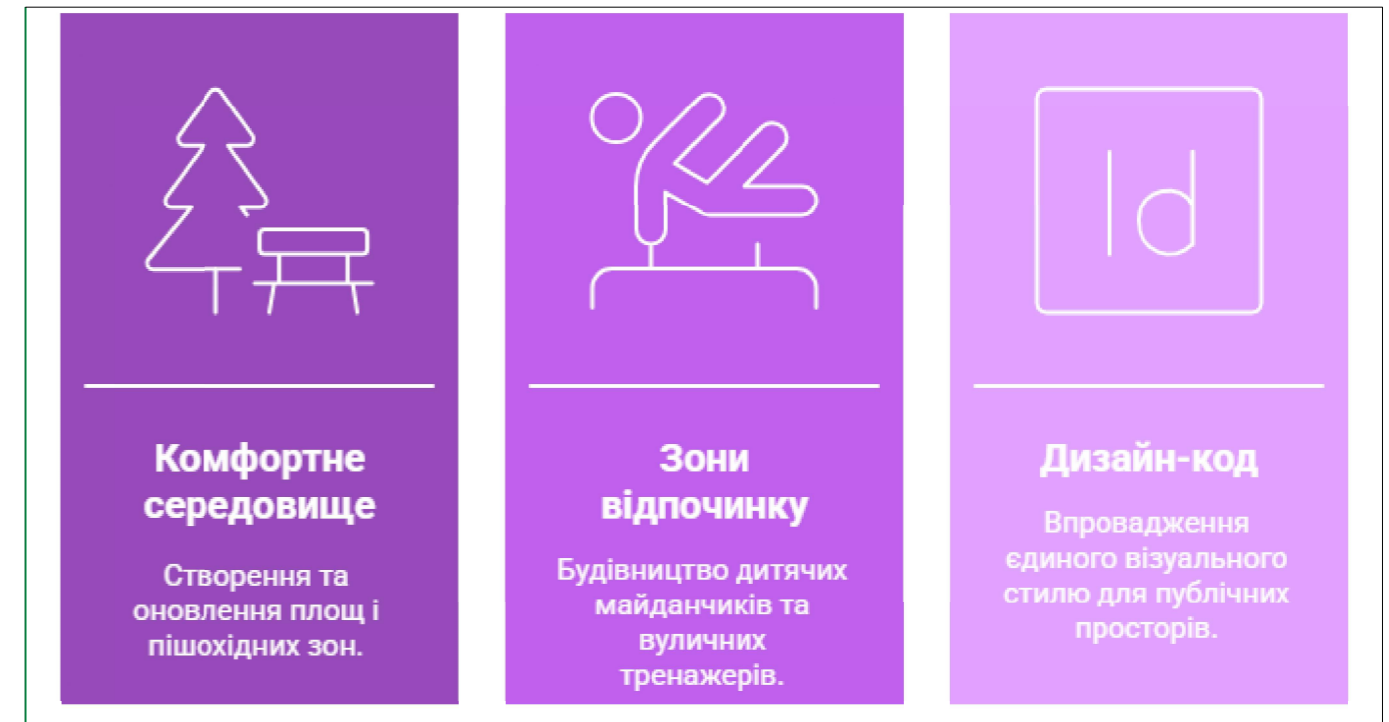 Id
Комфортне
середовище
Створення та
оновлення площ і
пішохідних зон.
Зони
відпочинку
Будівництво дитячих
майданчиків та
вуличних
тренажерів.
Дизайн-код
Впровадження
єдиного візуального
стилю для публічних
просторів.